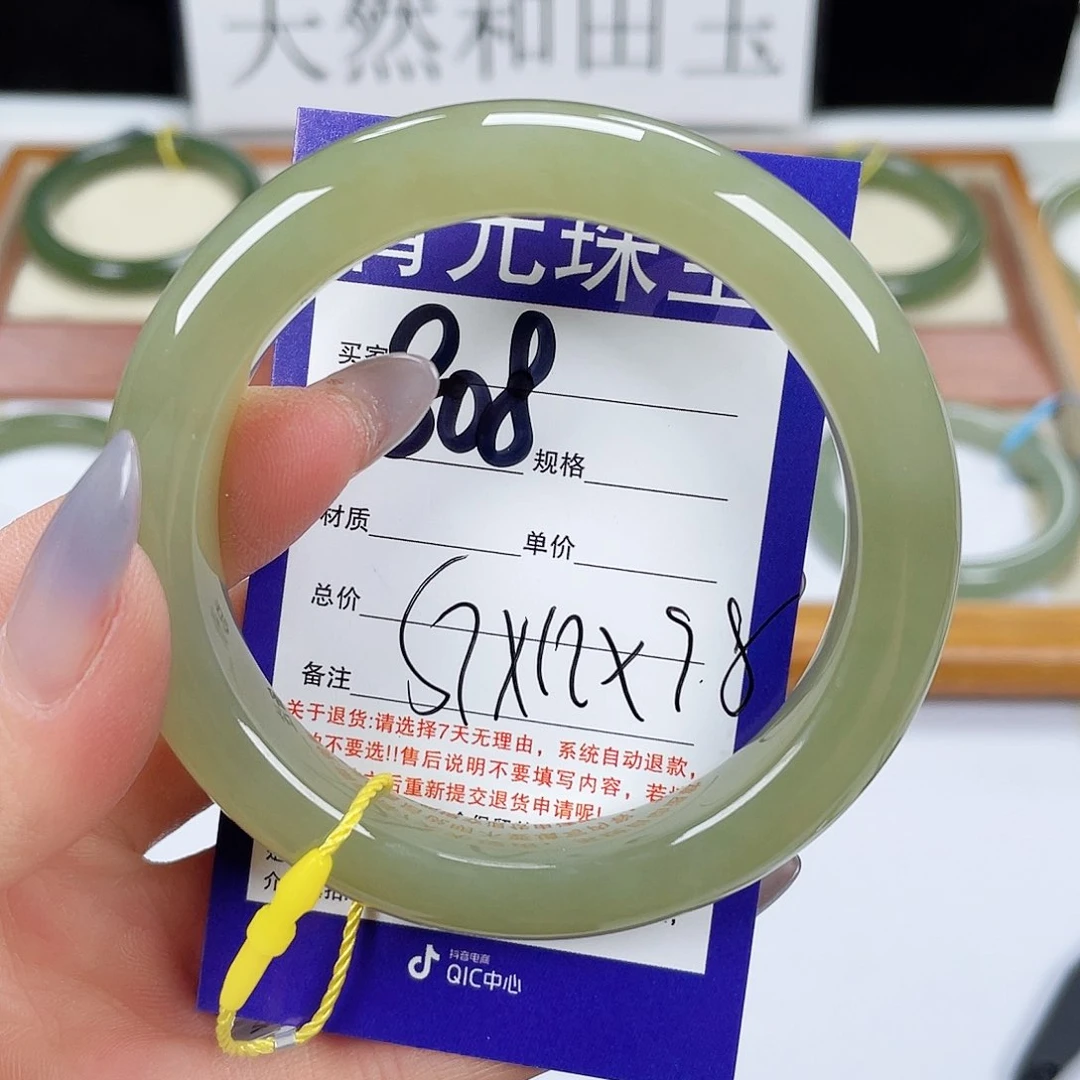 天然和田玉
元珠宝
808
买家
规格
材质
单价
总价
57X12X9.8
备注
关于退货:请选择7天无理由，系统自动退款，
不要选!!售后说明不要填写内容，若
后重新提交退货申请呢!
抖音电商
QIC中心